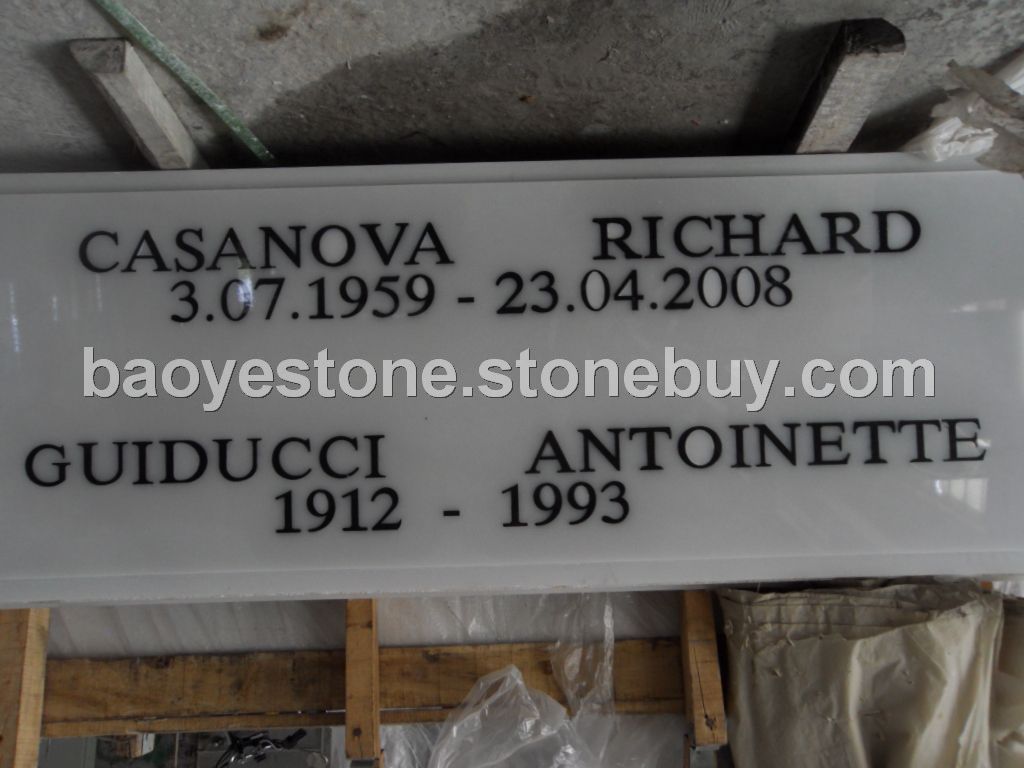 CASANOVA RICHARD
3.07.1959 - 23.04.2008
baoyestone.stonebuy.com
GUIDUCCI ANTOINETTE
1912 - 1993